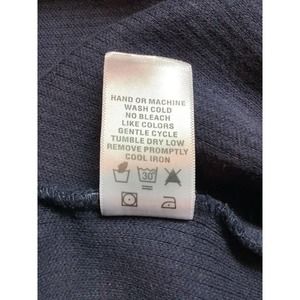 HAND OR MACHINE
WASH COLD
NO BLEACH
LIKE COLORS
GENTLE CYCLE
TUMBLE DRY LOW
REMOVE PROMPTLY
COOL IRON
30°